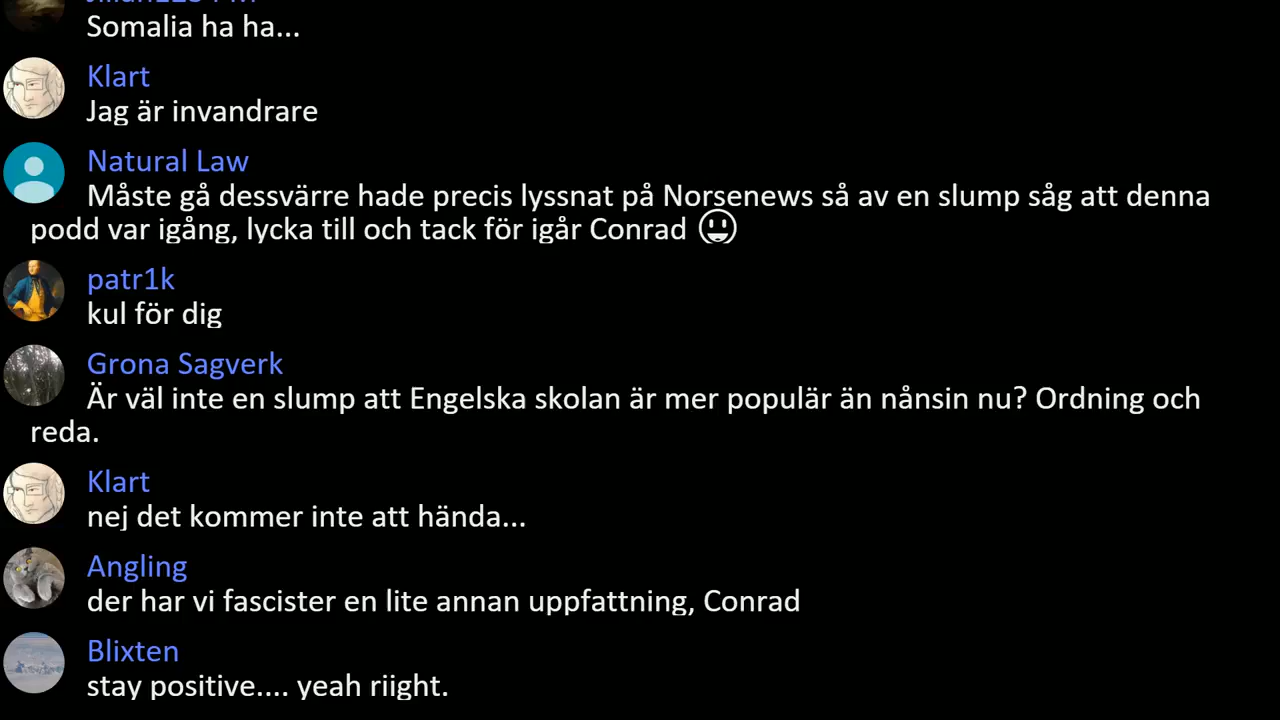 Somalia ha ha...
Klart
Jag är invandrare
Natural Law
Måste gå dessvärre hade precis lyssnat på Norsenews så av en slump såg att denna
podd var igång, lycka till och tack för igår Conrad 😃
patr1k
kul för dig
Grona Sagverk
Är väl inte en slump att Engelska skolan är mer populär än nånsin nu? Ordning och
reda.
Klart
nej det kommer inte att hända...
Angling
der har vi fascister en lite annan uppfattning, Conrad
Blixten
stay positive.... yeah riight.